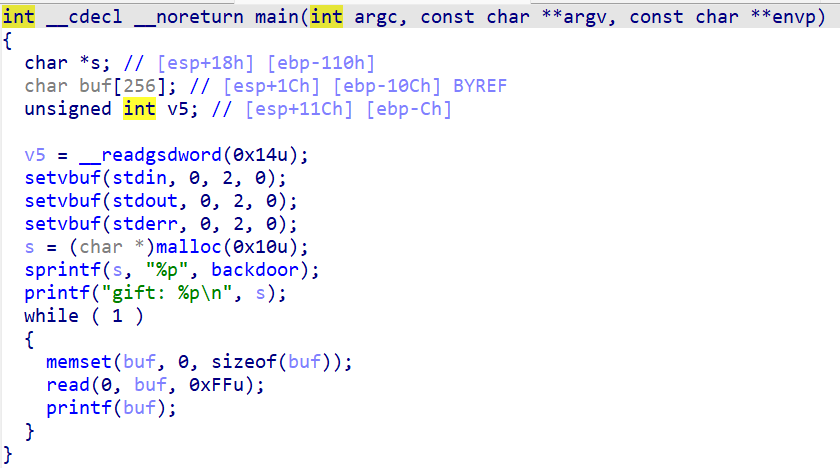 int __cdecl __noreturn main(int argc, const char **argv, const char **envp)
{
  char *s; // [esp+18h] [ebp-110h]
  char buf[256]; // [esp+1Ch] [ebp-10Ch] BYREF
  unsigned int v5; // [esp+11Ch] [ebp-Ch]

  v5 = __readgsdword(0x14u);
  setvbuf(stdin, 0, 2, 0);
  setvbuf(stdout, 0, 2, 0);
  setvbuf(stderr, 0, 2, 0);
  s = (char *)malloc(0x10u);
  sprintf(s, "%p", backdoor);
  printf("gift: %p\n", s);
  while ( 1 )
  {
    memset(buf, 0, sizeof(buf));
    read(0, buf, 0xFFu);
    printf(buf);
  }
}